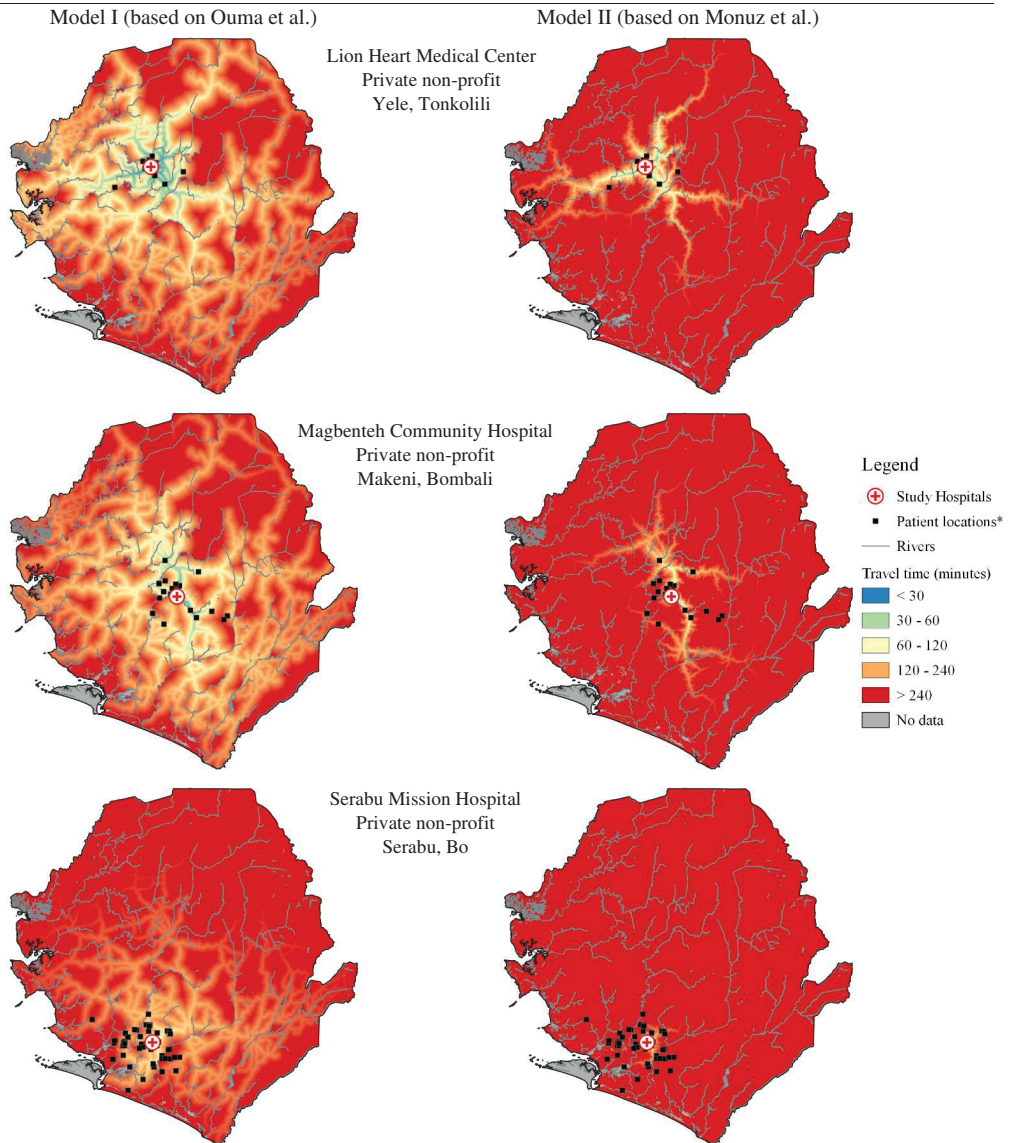 Model I (based on Ouma et al.)
Model II (based on Monuz et al.)
Lion Heart Medical Center
Private non-profit
Yele, Tonkolili
Magbenteh Community Hospital
Private non-profit
Makeni, Bombali
Legend
Study Hospitals
Patient locations*
Rivers
Travel time (minutes)
< 30
30 - 60
60 - 120
120 - 240
> 240
No data
Serabu Mission Hospital
Private non-profit
Serabu, Bo